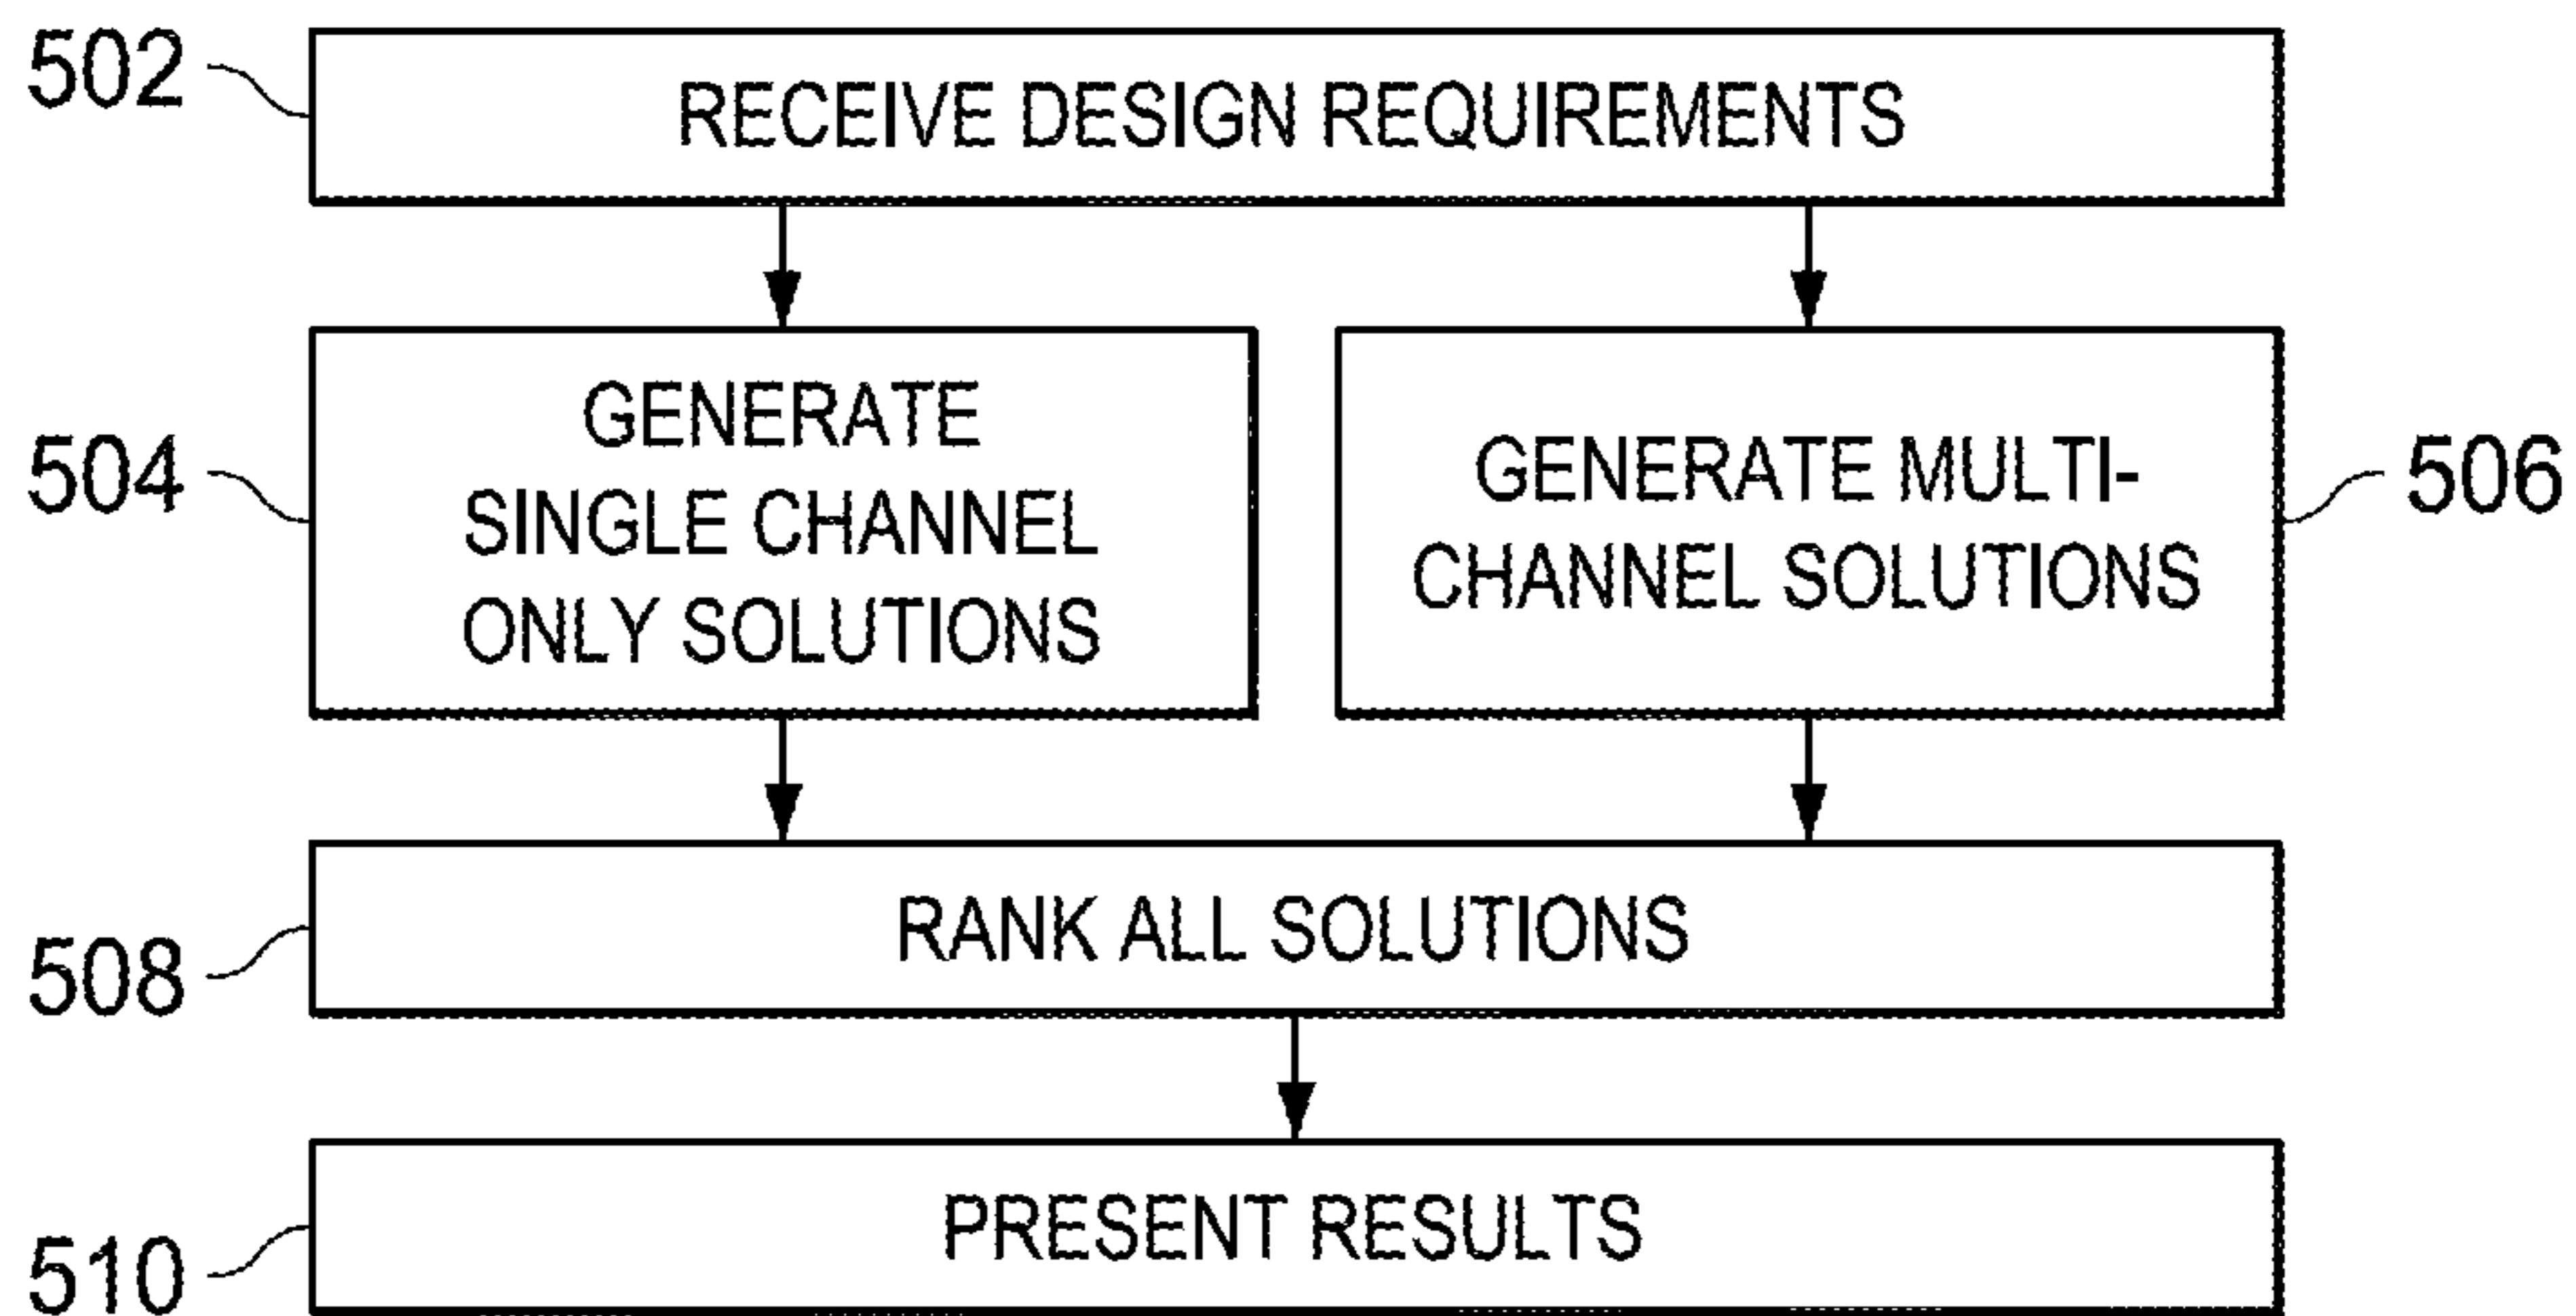 502
RECEIVE DESIGN REQUIREMENTS
504
GENERATE
SINGLE CHANNEL
ONLY SOLUTIONS
GENERATE MULTI-
CHANNEL SOLUTIONS
506
508
RANK ALL SOLUTIONS
510
PRESENT RESULTS